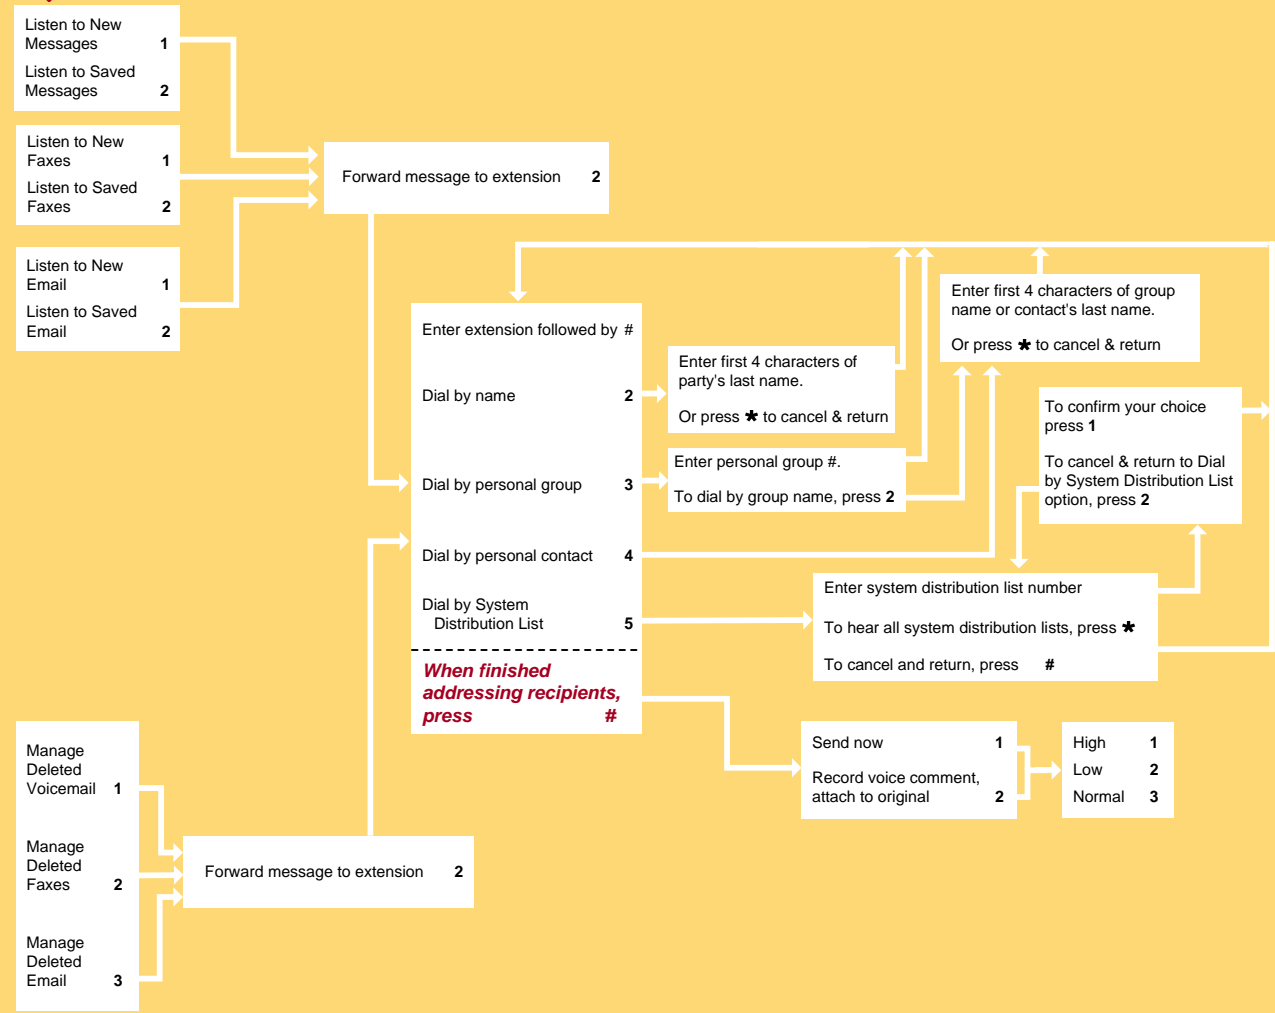 Listen to New
Messages 1
Listen to Saved
Messages 2
Listen to New
Faxes 1
Listen to Saved
Faxes 2
Listen to New
Email 1
Listen to Saved
Email 2
Forward message to extension 2
Enter extension followed by #
Dial by name 2
Dial by personal group 3
Dial by personal contact 4
Dial by System
Distribution List 5
When finished
addressing recipients,
press #
Enter first 4 characters of
party's last name.
Or press * to cancel & return
Enter personal group #.
To dial by group name, press 2
Enter first 4 characters of group
name or contact's last name.
Or press * to cancel & return
To confirm your choice
press 1
To cancel & return to Dial
by System Distribution List
option, press 2
Enter system distribution list number
To hear all system distribution lists, press *
To cancel and return, press #
Send now 1
Record voice comment,
attach to original 2
High 1
Low 2
Normal 3
Manage
Deleted
Voicemail 1
Manage
Deleted
Faxes 2
Manage
Deleted
Email 3
Forward message to extension 2